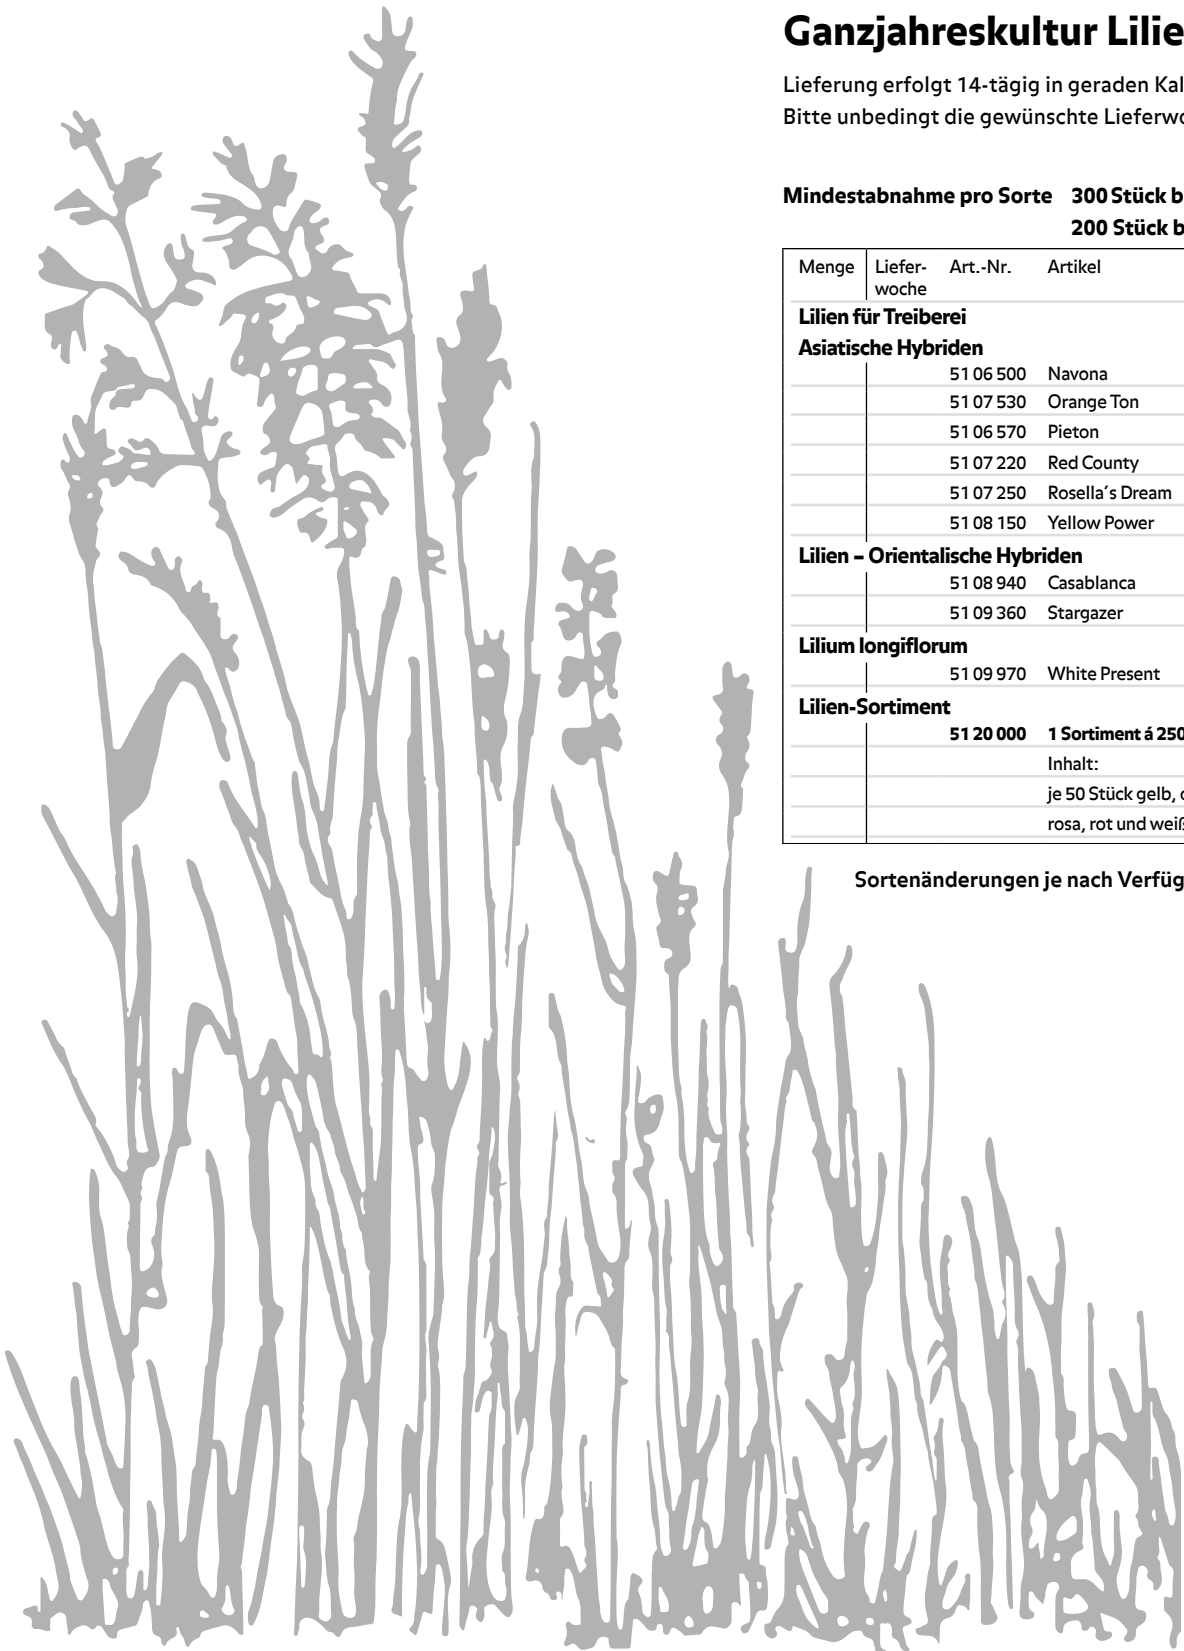 Ganzjahreskultur Lilie
Lieferung erfolgt 14-tägig in geraden Kal
Bitte unbedingt die gewünschte Lieferwo
Mindestabnahme pro Sorte 300 Stück b
200 Stück b
Menge Liefer- Art.-Nr. Artikel
woche
Lilien für Treiberei
Asiatische Hybriden
51 06 500 Navona
51 07 530 Orange Ton
51 06 570 Pieton
51 07 220 Red County
51 07 250 Rosella´s Dream
51 08 150 Yellow Power
Lilien – Orientalische Hybriden
51 08 940 Casablanca
51 09 360 Stargazer
Lilium longiflorum
51 09 970 White Present
Lilien-Sortiment
51 20 000 1 Sortiment á 250
Inhalt:
je 50 Stück gelb,
rosa, rot und weiß
Sortenänderungen je nach Verfüg